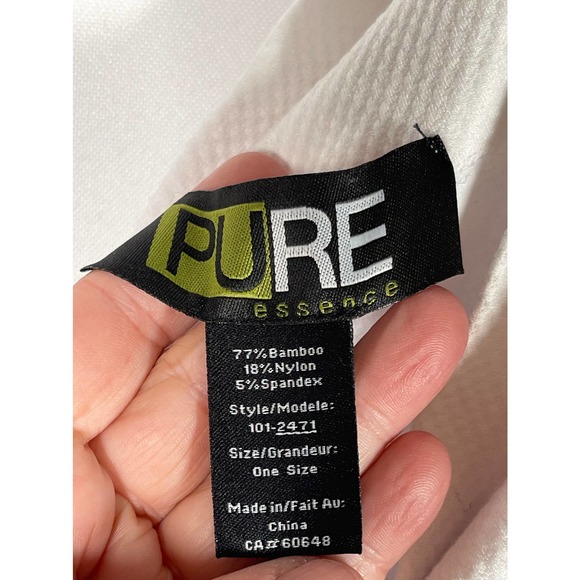 PURE
essence
77%Bamboo
18%Nylon
5%Spandex
Style/Modele:
101-2471
Size/Grandeur:
One Size
Made in/Fait Au:
China
CA#60648